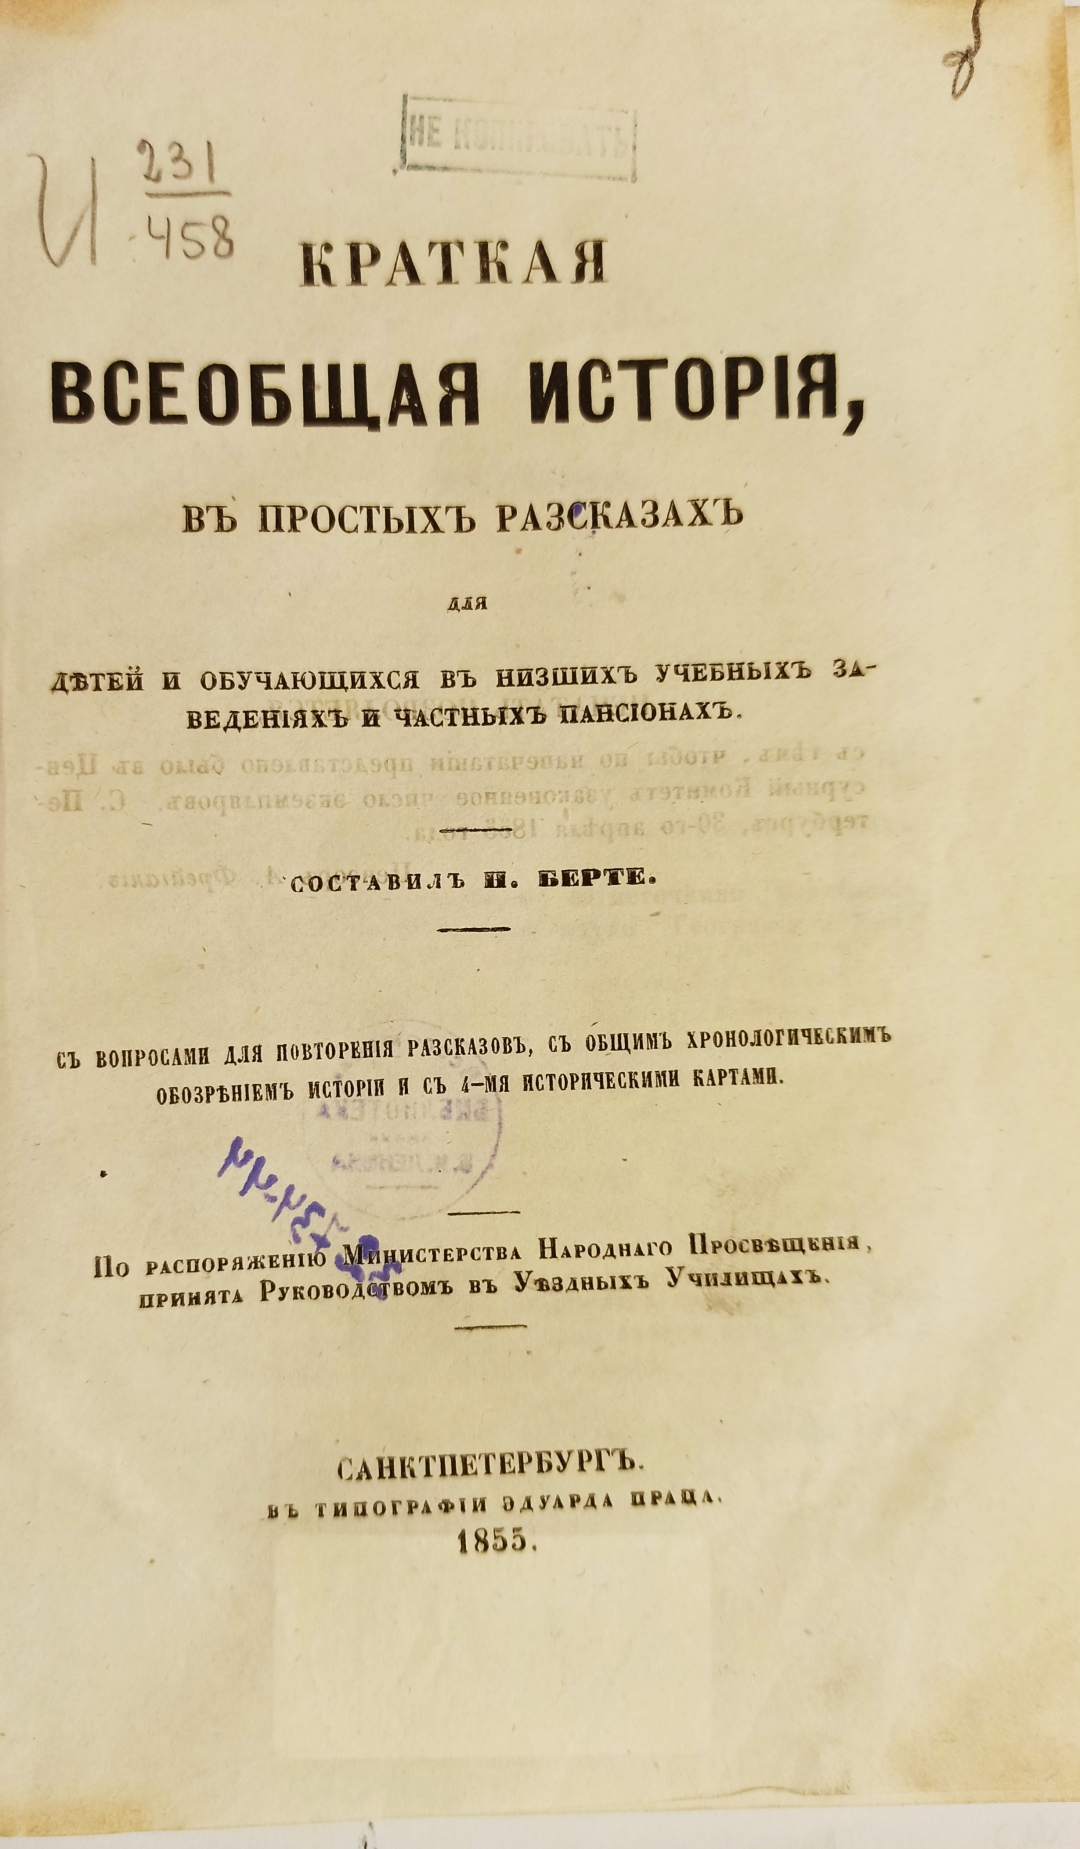 НЕ КОПИРОВАТЬ
И 231
458
КРАТКАЯ
ВСЕОБЩАЯ ИСТОРІЯ,
ВЪ ПРОСТЫХЪ РАЗСКАЗАХЪ
ДЛЯ
ДѢТЕЙ И ОБУЧАЮЩИХСЯ ВЪ НИЗШИХЪ УЧЕБНЫХЪ ЗА-
ВЕДЕНІЯХЪ И ЧАСТНЫХЪ ПАНСІОНАХЪ.
СОСТАВИЛЪ Н. БЕРТЕ.
СЪ ВОПРОСАМИ ДЛЯ ПОВТОРЕНІЯ РАЗСКАЗОВЪ, СЪ ОБЩИМЪ ХРОНОЛОГИЧЕСКИМЪ
ОБОЗРѢНІЕМЪ ИСТОРІИ И СЪ 4-МЯ ИСТОРИЧЕСКИМИ КАРТАМИ.
По распоряженію Министерства Народнаго Просвѣщенія,
принята Руководствомъ въ Уѣздныхъ Училищахъ.
САНКТПЕТЕРБУРГЪ.
ВЪ ТИПОГРАФІИ ЭДУАРДА ПРАЦА.
1855.